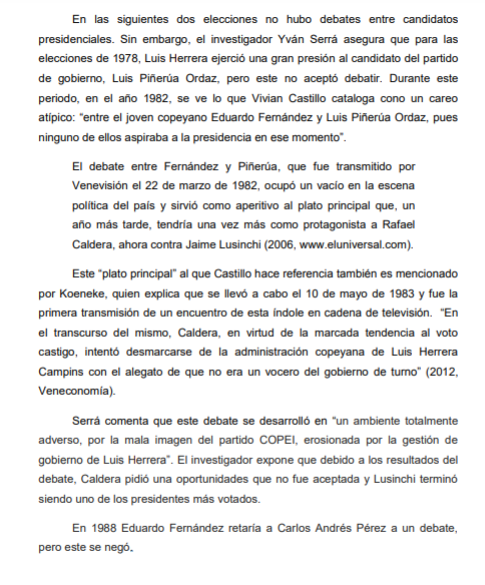 En las siguientes dos elecciones no hubo debates entre candidatos
presidenciales. Sin embargo, el investigador Yván Serrá asegura que para las
elecciones de 1978, Luis Herrera ejerció una gran presión al candidato del partido
de gobierno, Luis Piñerúa Ordaz, pero este no aceptó debatir. Durante este
periodo, en el año 1982, se ve lo que Vivian Castillo cataloga cono un careo
atípico: “entre el joven copeyano Eduardo Fernández y Luis Piñerúa Ordaz, pues
ninguno de ellos aspiraba a la presidencia en ese momento”.
El debate entre Fernández y Piñerúa, que fue transmitido por
Venevisión el 22 de marzo de 1982, ocupó un vacío en la escena
política del país y sirvió como aperitivo al plato principal que, un
año más tarde, tendría una vez más como protagonista a Rafael
Caldera, ahora contra Jaime Lusinchi (2006, www.eluniversal.com).
Este “plato principal” al que Castillo hace referencia también es mencionado
por Koeneke, quien explica que se llevó a cabo el 10 de mayo de 1983 y fue la
primera transmisión de un encuentro de esta índole en cadena de televisión. “En
el transcurso del mismo, Caldera, en virtud de la marcada tendencia al voto
castigo, intentó desmarcarse de la administración copeyana de Luis Herrera
Campins con el alegato de que no era un vocero del gobierno de turno” (2012,
Veneconomía).
Serrá comenta que este debate se desarrolló en “un ambiente totalmente
adverso, por la mala imagen del partido COPEI, erosionada por la gestión de
gobierno de Luis Herrera”. El investigador expone que debido a los resultados del
debate, Caldera pidió una oportunidades que no fue aceptada y Lusinchi terminó
siendo uno de los presidentes más votados.
En 1988 Eduardo Fernández retaría a Carlos Andrés Pérez a un debate,
pero este se negó.